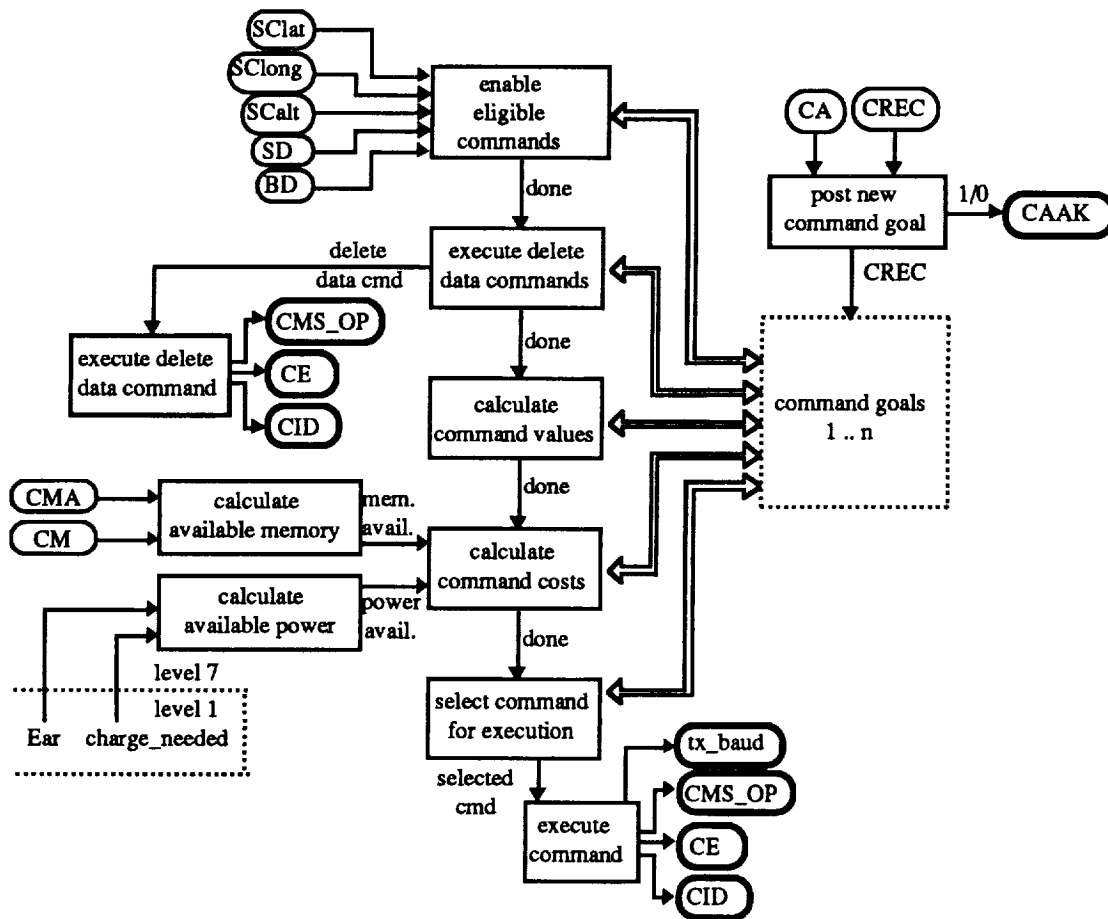 SClat
SClong
SCalt
SD
BD
enable
eligible
commands
CA
CREC
post new
command goal
1/0
CAAK
CREC
done
delete
data cmd
execute delete
data commands
CMS_OP
execute delete
data command
CE
CID
done
calculate
command values
command goals
1 .. n
done
CMA
CM
calculate
available memory
mem.
avail.
calculate
command costs
calculate
available power
power
avail.
done
level 7
level 1
Ear
charge_needed
select command
for execution
selected
cmd
tx_baud
CMS_OP
execute
command
CE
CID